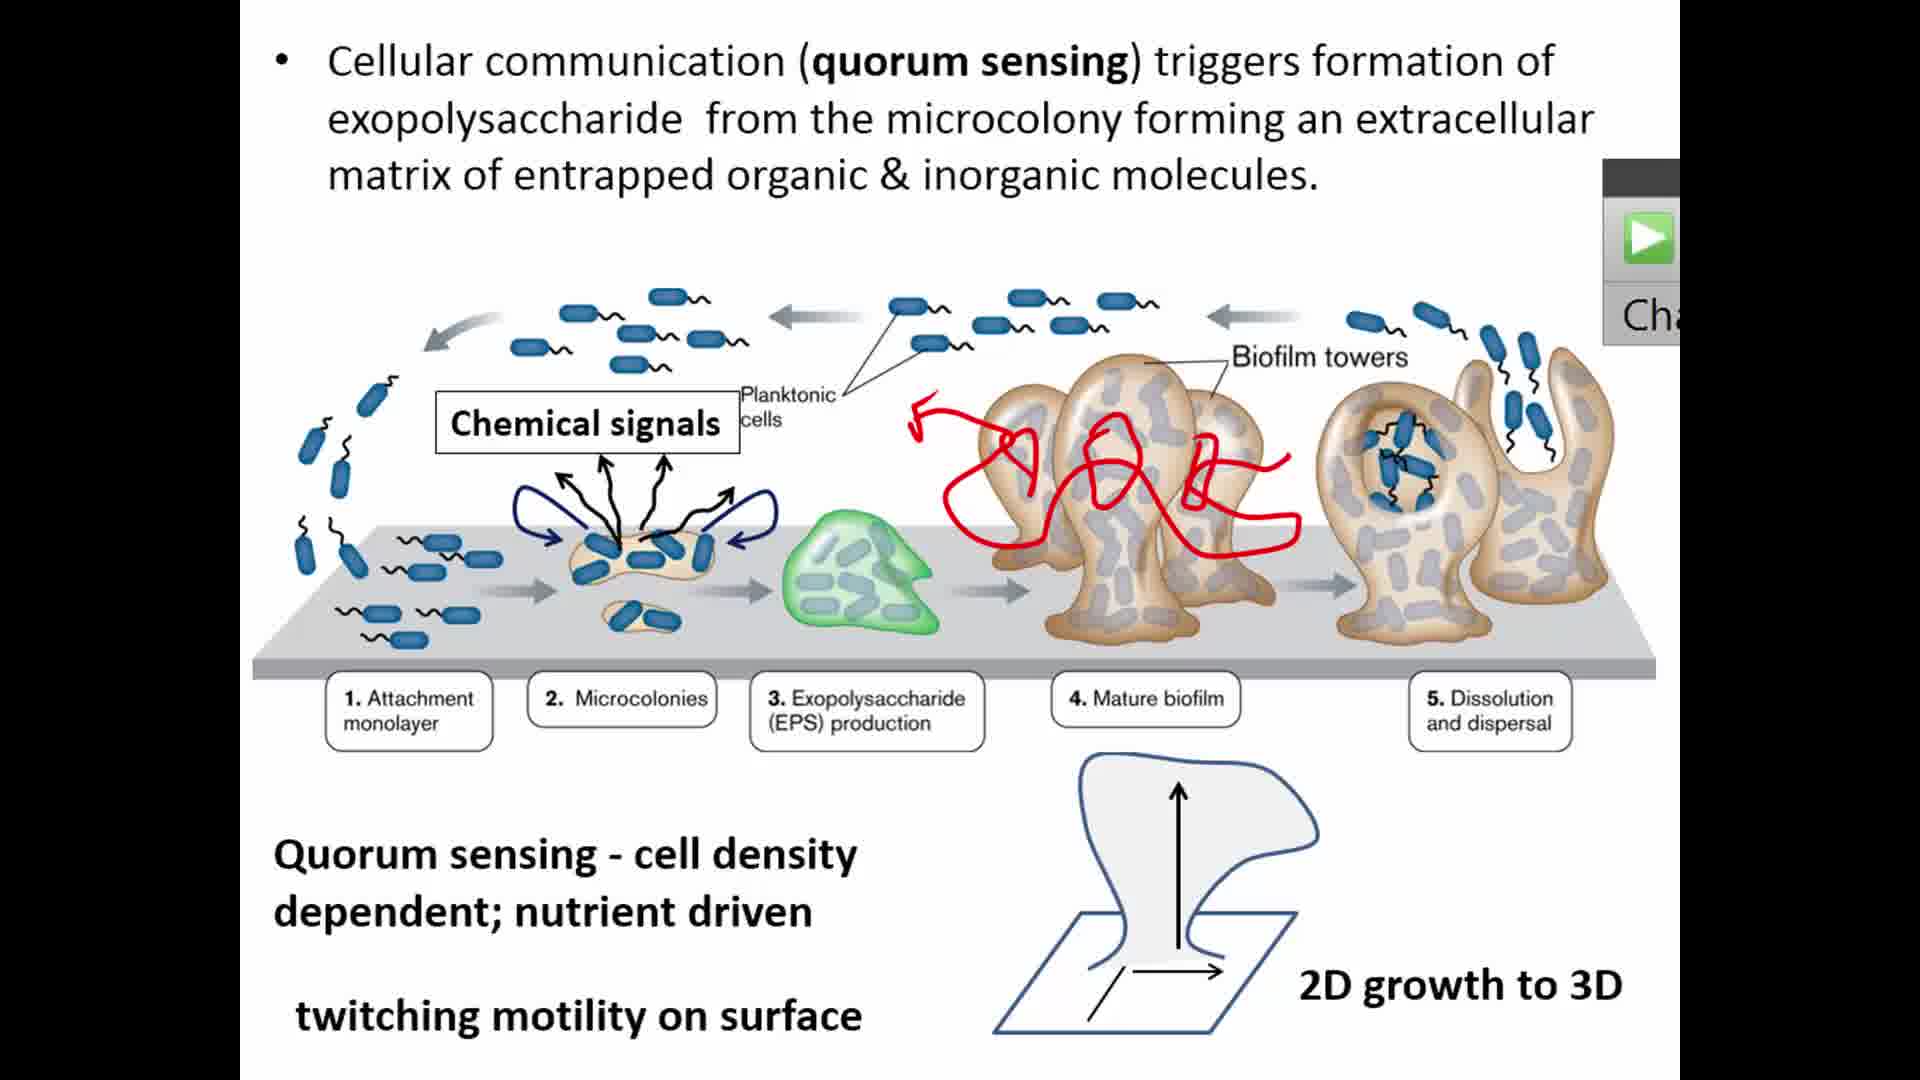 • Cellular communication (quorum sensing) triggers formation of
exopolysaccharide from the microcolony forming an extracellular
matrix of entrapped organic & inorganic molecules.
Biofilm towers
Planktonic
cells
Chemical signals
1. Attachment
monolayer
2. Microcolonies
3. Exopolysaccharide
(EPS) production
4. Mature biofilm
5. Dissolution
and dispersal
Quorum sensing - cell density
dependent; nutrient driven
twitching motility on surface
2D growth to 3D